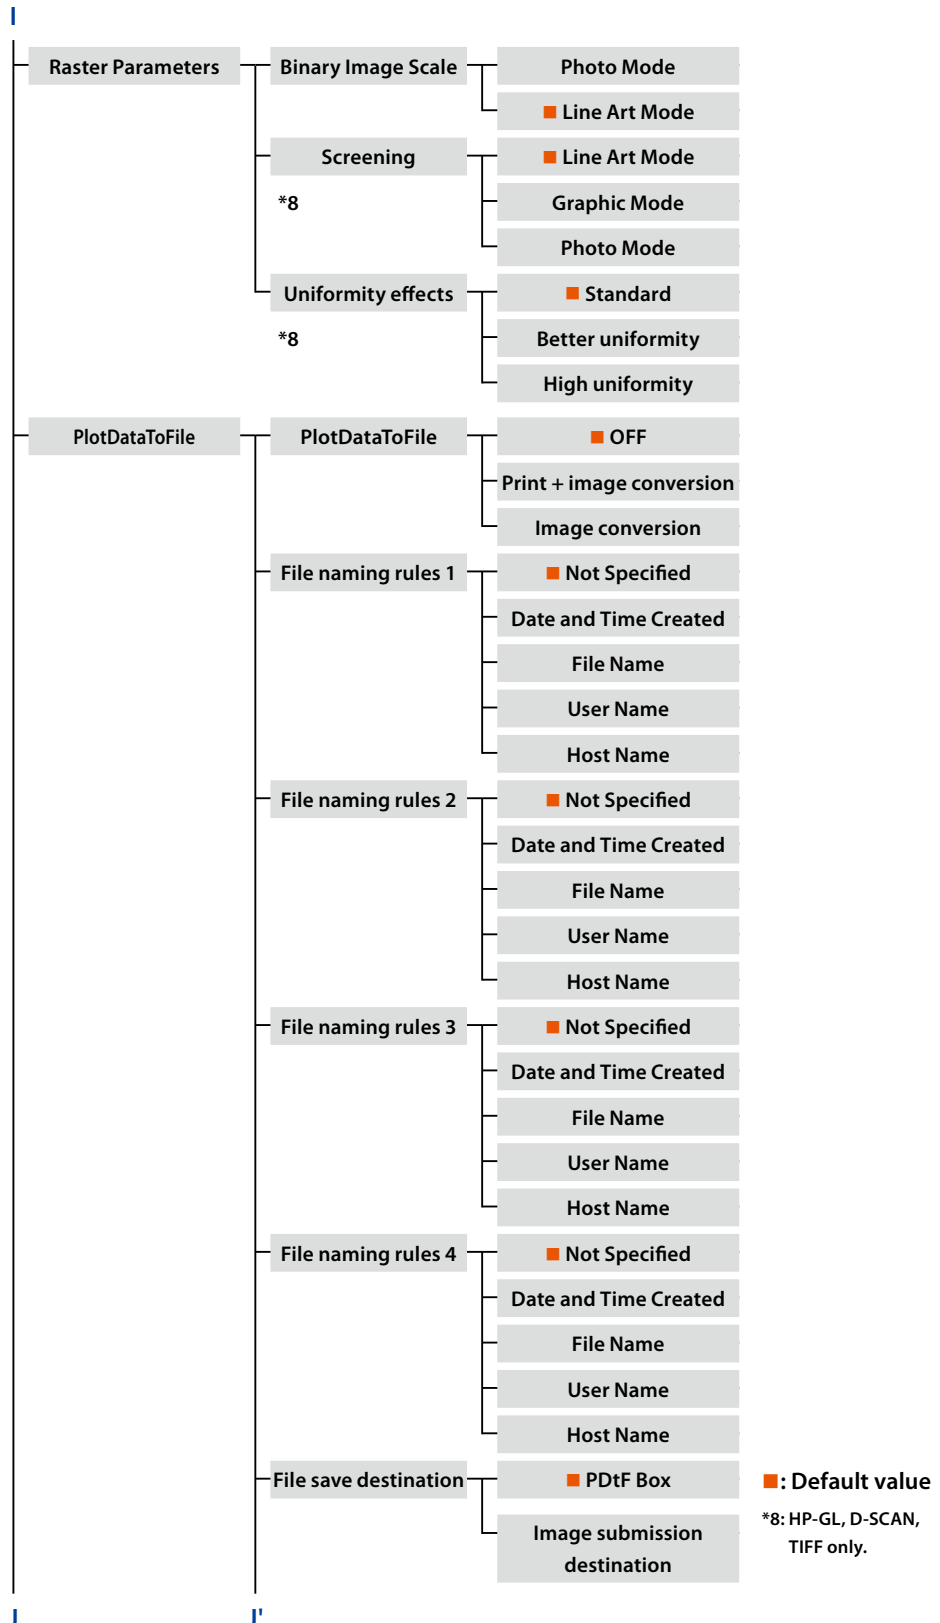 I
Raster Parameters
Binary Image Scale
Photo Mode
■ Line Art Mode
Screening
*8
■ Line Art Mode
Graphic Mode
Photo Mode
Uniformity effects
*8
■ Standard
Better uniformity
High uniformity
PlotDataToFile
PlotDataToFile
■ OFF
Print + image conversion
Image conversion
File naming rules 1
■ Not Specified
Date and Time Created
File Name
User Name
Host Name
File naming rules 2
■ Not Specified
Date and Time Created
File Name
User Name
Host Name
File naming rules 3
■ Not Specified
Date and Time Created
File Name
User Name
Host Name
File naming rules 4
■ Not Specified
Date and Time Created
File Name
User Name
Host Name
File save destination
■ PDtF Box
Image submission
destination
■: Default value
*8: HP-GL, D-SCAN,
TIFF only.
I
I'